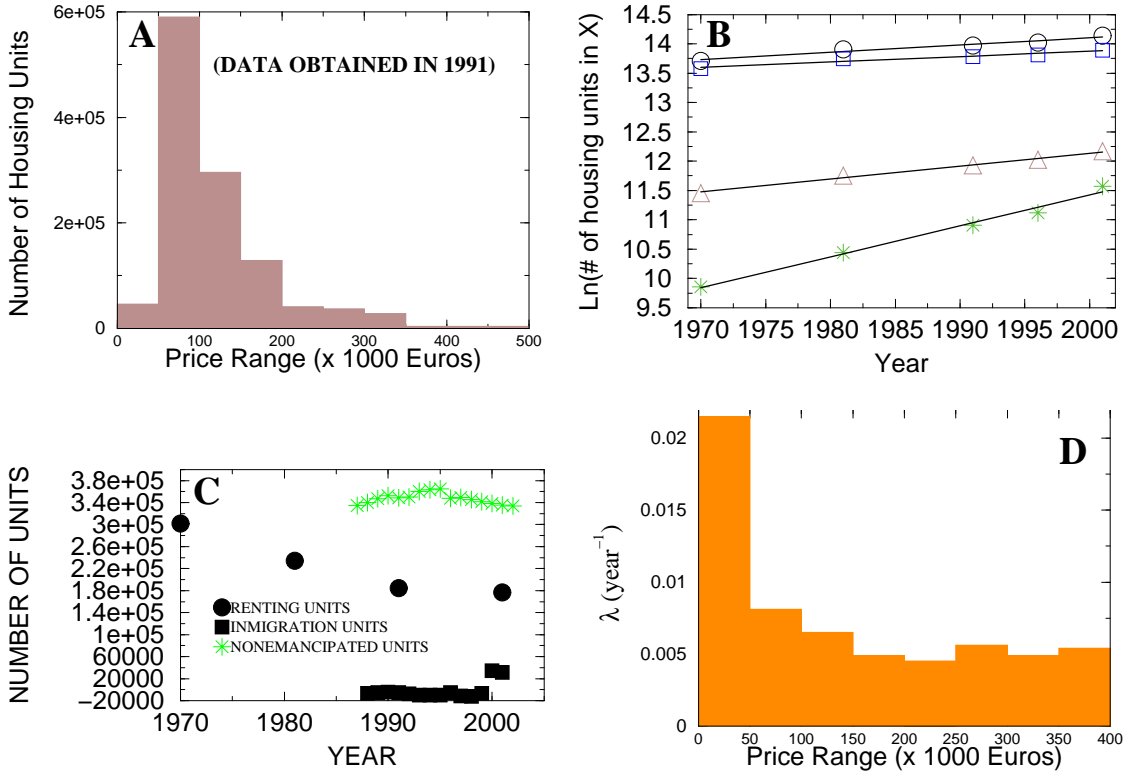 A
(DATA OBTAINED IN 1991)
Number of Housing Units
6e+05
4e+05
2e+05
0
0 100 200 300 400 500
Price Range (x 1000 Euros)
B
Ln(# of housing units in X)
14.5
14
13.5
13
12.5
12
11.5
11
10.5
10
9.5
1970 1975 1980 1985 1990 1995 2000
Year
C
NUMBER OF UNITS
3.8e+05
3.4e+05
3e+05
2.6e+05
2.2e+05
1.8e+05
1.4e+05
1e+05
60000
20000
-20000
RENTING UNITS
INMIGRATION UNITS
NONEMANCIPATED UNITS
1970 1980 1990 2000
YEAR
D
λ (year⁻¹)
0.02
0.015
0.01
0.005
0
0 50 100 150 200 250 300 350 400
Price Range (x 1000 Euros)